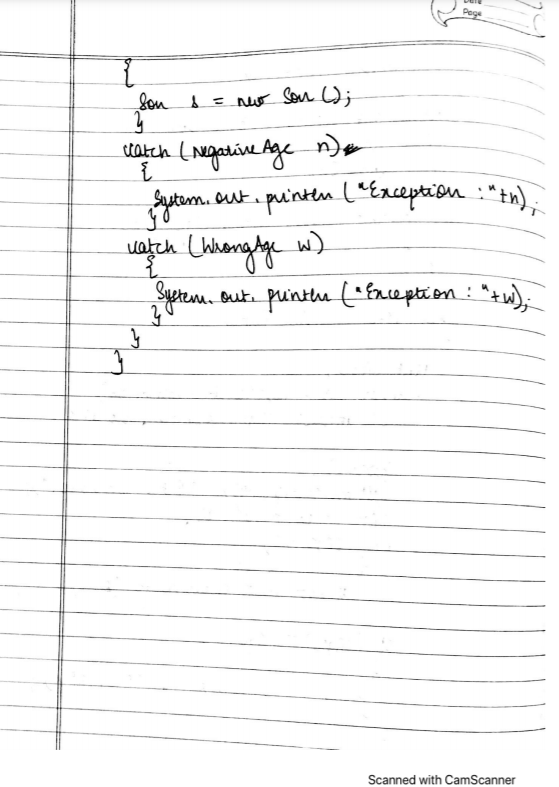 Page
{
Son s = new Son ();
}
catch (NegativeAge n)
{
System.out.println ("Exception : "+n);
}
catch (WrongAge w)
{
System.out.println ("Exception : "+w);
}
}
}
Scanned with CamScanner